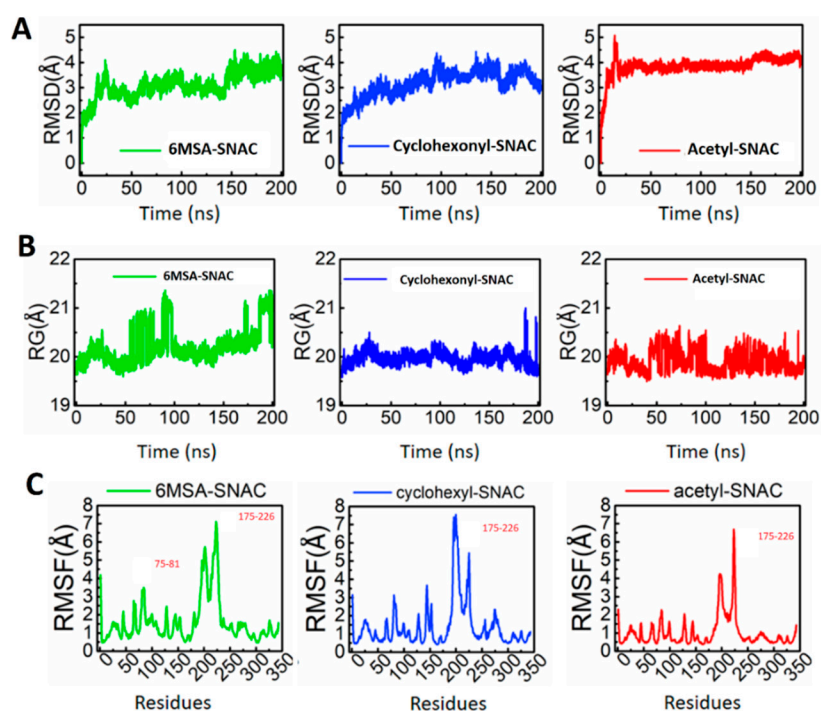 A
RMSD(Å)
5
4
3
2
1
0
6MSA-SNAC
0 50 100 150 200
Time (ns)
RMSD(Å)
5
4
3
2
1
0
Cyclohexonyl-SNAC
0 50 100 150 200
Time (ns)
RMSD(Å)
5
4
3
2
1
0
Acetyl-SNAC
0 50 100 150 200
Time (ns)
B
RG(Å)
22
21
20
19
6MSA-SNAC
0 50 100 150 200
Time (ns)
RG(Å)
22
21
20
19
Cyclohexonyl-SNAC
0 50 100 150 200
Time (ns)
RG(Å)
22
21
20
19
Acetyl-SNAC
0 50 100 150 200
Time (ns)
C
6MSA-SNAC
RMSF(Å)
8
7
6
5
4
3
2
1
0
175-226
75-81
0 50 100 150 200 250 300 350
Residues
cyclohexyl-SNAC
RMSF(Å)
8
7
6
5
4
3
2
1
0
175-226
0 50 100 150 200 250 300 350
Residues
acetyl-SNAC
RMSF(Å)
8
7
6
5
4
3
2
1
0
175-226
0 50 100 150 200 250 300 350
Residues